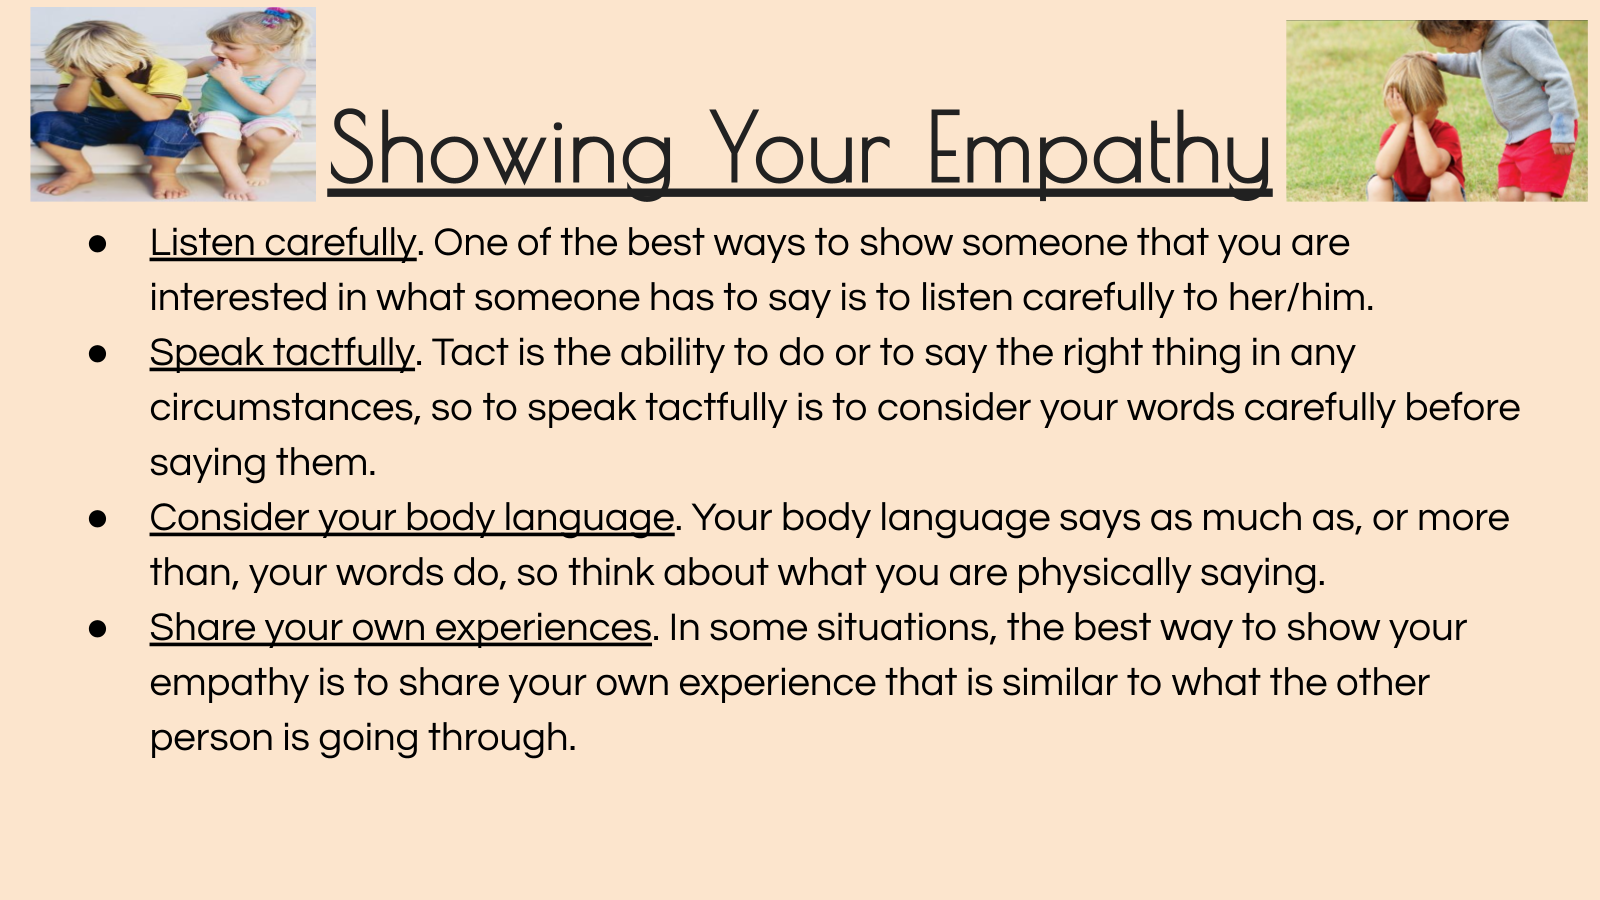 Showing Your Empathy
● Listen carefully. One of the best ways to show someone that you are
interested in what someone has to say is to listen carefully to her/him.
● Speak tactfully. Tact is the ability to do or to say the right thing in any
circumstances, so to speak tactfully is to consider your words carefully before
saying them.
● Consider your body language. Your body language says as much as, or more
than, your words do, so think about what you are physically saying.
● Share your own experiences. In some situations, the best way to show your
empathy is to share your own experience that is similar to what the other
person is going through.